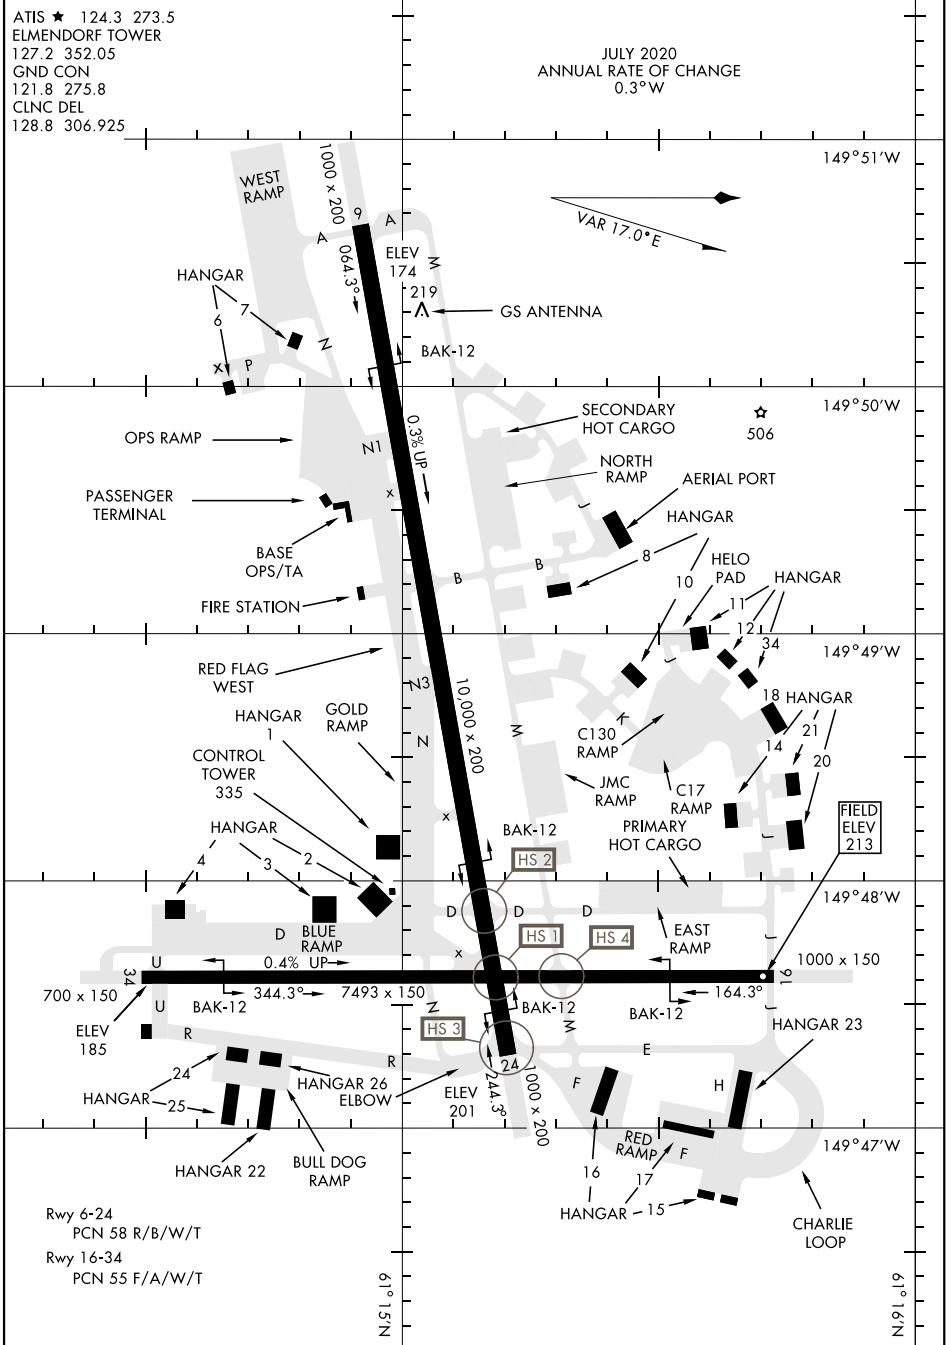 ATIS ★ 124.3 273.5
ELMENDORF TOWER
127.2 352.05
GND CON
121.8 275.8
CLNC DEL
128.8 306.925
JULY 2020
ANNUAL RATE OF CHANGE
0.3°W
149°51'W
VAR 17.0°E
WEST
RAMP
1000 x 200
9
A
A
064.3°
ELEV
174
M
219
GS ANTENNA
HANGAR
7
6
N
X
P
BAK-12
149°50'W
SECONDARY
HOT CARGO
506
OPS RAMP
N1
0.3% UP
NORTH
RAMP
AERIAL PORT
PASSENGER
TERMINAL
x
J
HANGAR
BASE
OPS/TA
B
B
8
10
HELO
PAD
HANGAR
11
12
34
FIRE STATION
149°49'W
RED FLAG
WEST
N3
J
10,000 x 200
HANGAR
1
GOLD
RAMP
N
M
K
C130
RAMP
18
HANGAR
14
21
20
CONTROL
TOWER
335
JMC
RAMP
C17
RAMP
PRIMARY
HOT CARGO
J
FIELD
ELEV
213
HANGAR
4
3
2
x
BAK-12
HS 2
149°48'W
D
BLUE
RAMP
D
D
D
EAST
RAMP
J
HS 1
HS 4
x
U
0.4% UP
34
1000 x 150
700 x 150
BAK-12
344.3°
7493 x 150
BAK-12
BAK-12
164.3°
J
U
N
M
HS 3
ELEV
185
R
R
HANGAR 23
24
E
HANGAR
24
25
HANGAR 26
ELBOW
244.3°
ELEV
201
1000 x 200
F
H
HANGAR 22
BULL DOG
RAMP
149°47'W
RED
RAMP
F
16
17
HANGAR
15
CHARLIE
LOOP
Rwy 6-24
PCN 58 R/B/W/T
Rwy 16-34
PCN 55 F/A/W/T
61°15'N
61°16'N